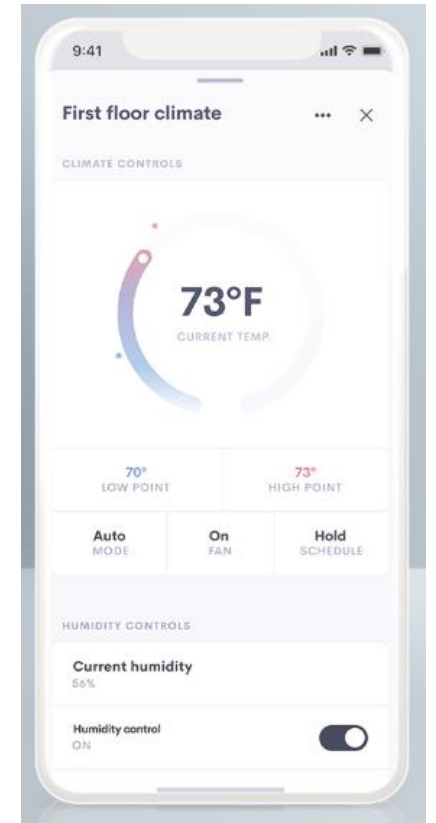 9:41
First floor climate
CLIMATE CONTROLS
73°F
CURRENT TEMP.
70° 73°
LOW POINT HIGH POINT
Auto On Hold
MODE FAN SCHEDULE
HUMIDITY CONTROLS
Current humidity
56%
Humidity control
ON